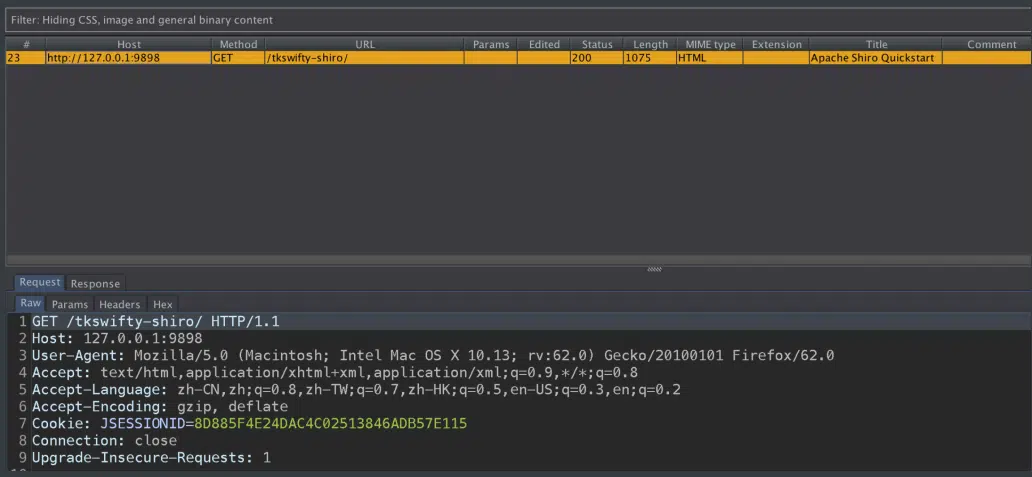 Filter: Hiding CSS, image and general binary content
# Host Method URL Params Edited Status Length MIME type Extension Title Comment
23 http://127.0.0.1:9898 GET /tkswifty-shiro/ 200 1075 HTML Apache Shiro Quickstart
Request Response
Raw Params Headers Hex
1 GET /tkswifty-shiro/ HTTP/1.1
2 Host: 127.0.0.1:9898
3 User-Agent: Mozilla/5.0 (Macintosh; Intel Mac OS X 10.13; rv:62.0) Gecko/20100101 Firefox/62.0
4 Accept: text/html,application/xhtml+xml,application/xml;q=0.9,*/*;q=0.8
5 Accept-Language: zh-CN,zh;q=0.8,zh-TW;q=0.7,zh-HK;q=0.5,en-US;q=0.3,en;q=0.2
6 Accept-Encoding: gzip, deflate
7 Cookie: JSESSIONID=8D885F4E24DAC4C02513846ADB57E115
8 Connection: close
9 Upgrade-Insecure-Requests: 1